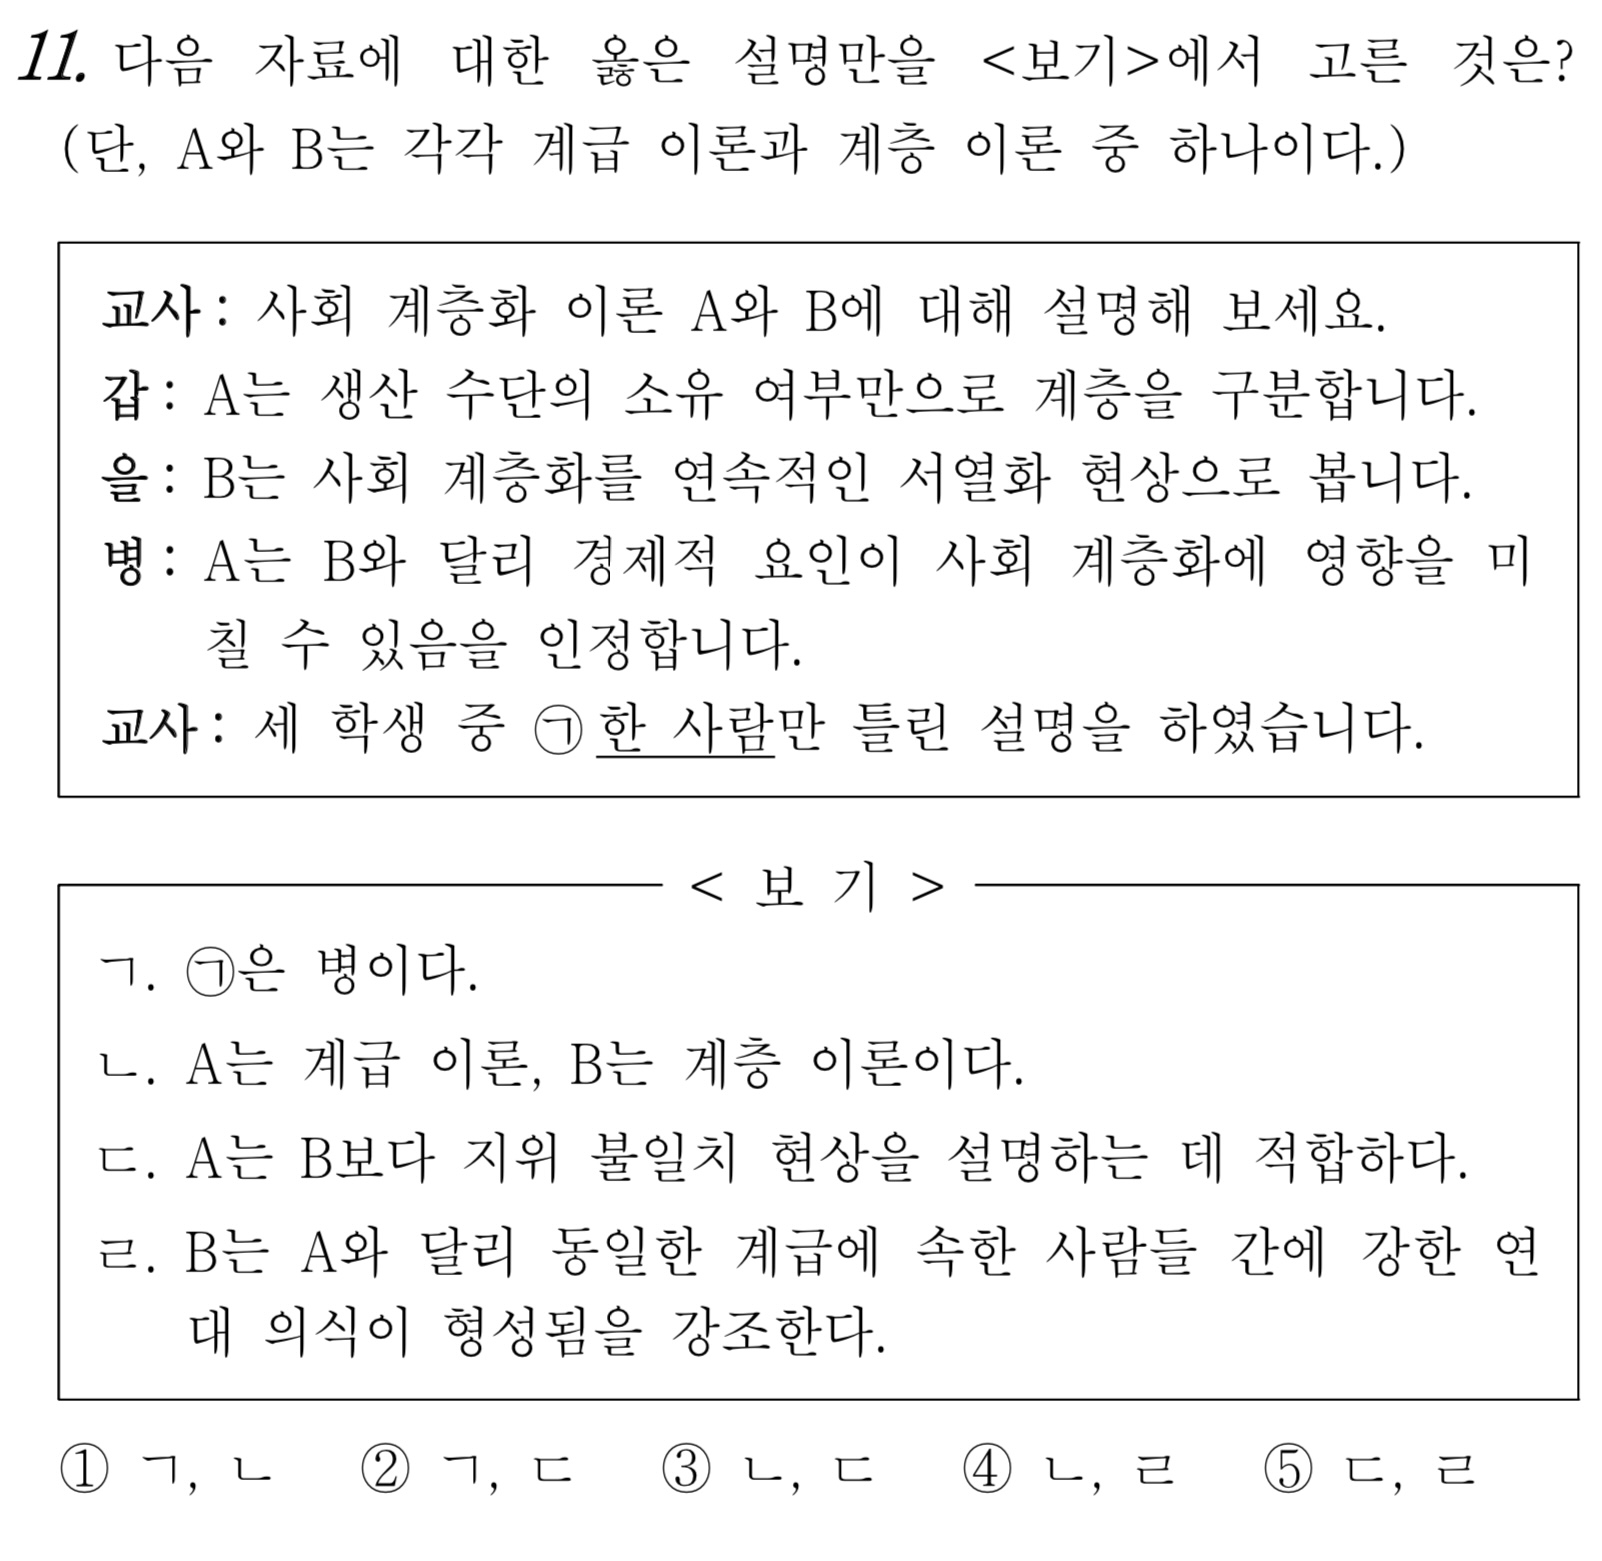 11. 다음 자료에 대한 옳은 설명만을 <보기>에서 고른 것은?
(단, A와 B는 각각 계급 이론과 계층 이론 중 하나이다.)
교사 : 사회 계층화 이론 A와 B에 대해 설명해 보세요.
갑 : A는 생산 수단의 소유 여부만으로 계층을 구분합니다.
을 : B는 사회 계층화를 연속적인 서열화 현상으로 봅니다.
병 : A는 B와 달리 경제적 요인이 사회 계층화에 영향을 미
칠 수 있음을 인정합니다.
교사 : 세 학생 중 ㉠ 한 사람만 틀린 설명을 하였습니다.
< 보 기 >
ㄱ. ㉠은 병이다.
ㄴ. A는 계급 이론, B는 계층 이론이다.
ㄷ. A는 B보다 지위 불일치 현상을 설명하는 데 적합하다.
ㄹ. B는 A와 달리 동일한 계급에 속한 사람들 간에 강한 연
대 의식이 형성됨을 강조한다.
① ㄱ, ㄴ ② ㄱ, ㄷ ③ ㄴ, ㄷ ④ ㄴ, ㄹ ⑤ ㄷ, ㄹ